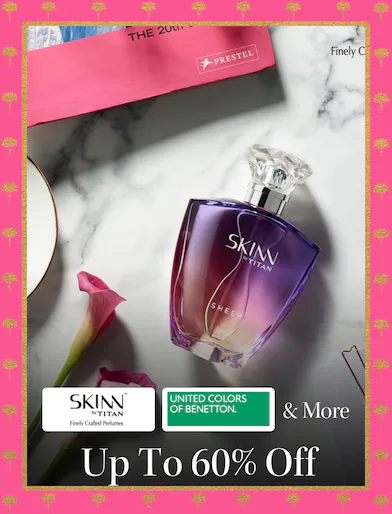 THE 20th
PRESTEL
Finely C
SKINN
by TITAN
SHEER
SKINN™
by TITAN
Finely Crafted Perfumes
UNITED COLORS
OF BENETTON.
& More
Up To 60% Off